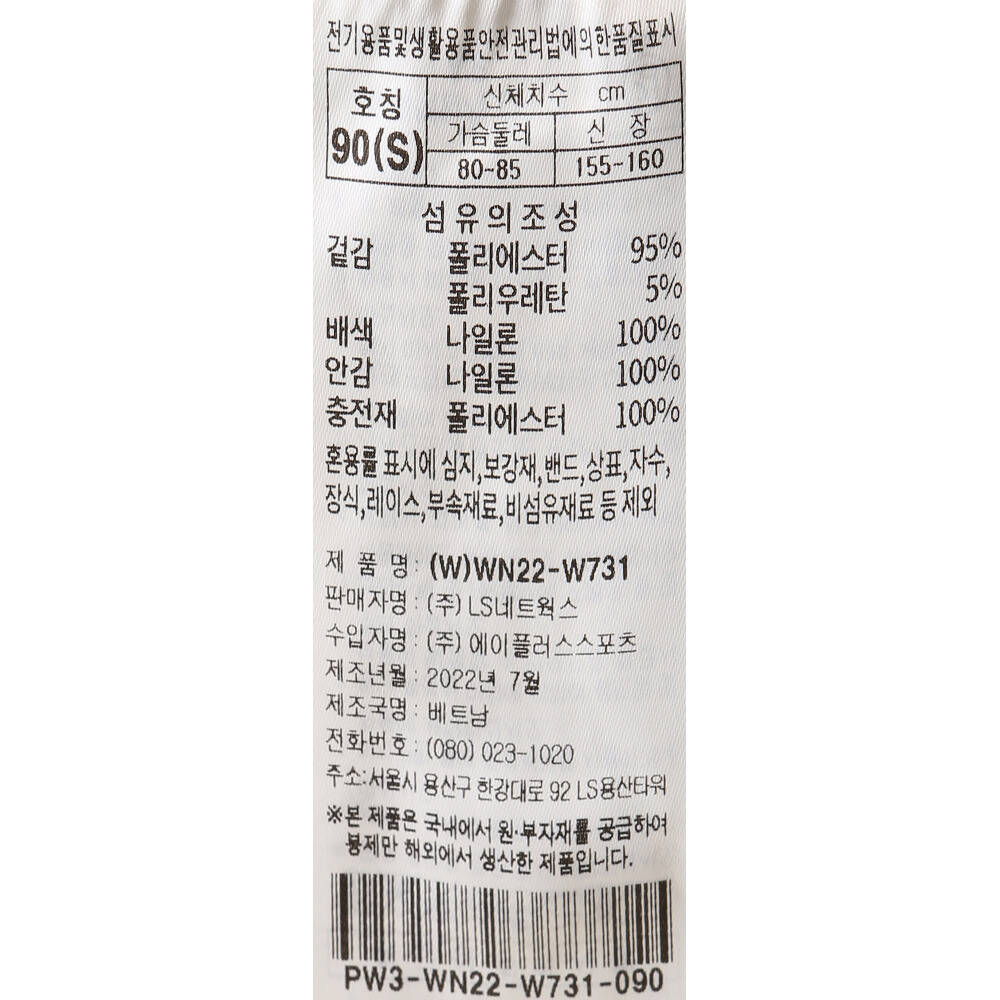 전기용품및생활용품안전관리법에의한품질표시
호칭 신체치수 cm
90(S) 가슴둘레 신 장
80~85 155~160
섬유의조성
겉감 폴리에스터 95%
폴리우레탄 5%
배색 나일론 100%
안감 나일론 100%
충전재 폴리에스터 100%
혼용률 표시에 심지,보강재,밴드,상표,자수,
장식,레이스,부속재료,비섬유재료 등 제외
제 품 명: (W)WN22-W731
판매자명: (주) LS네트웍스
수입자명: (주) 에이플러스스포츠
제조년월: 2022년 7월
제조국명: 베트남
전화번호: (080) 023-1020
주소:서울시 용산구 한강대로 92 LS용산타워
※본 제품은 국내에서 원·부자재를 공급하여
봉제만 해외에서 생산한 제품입니다.
PW3-WN22-W731-090